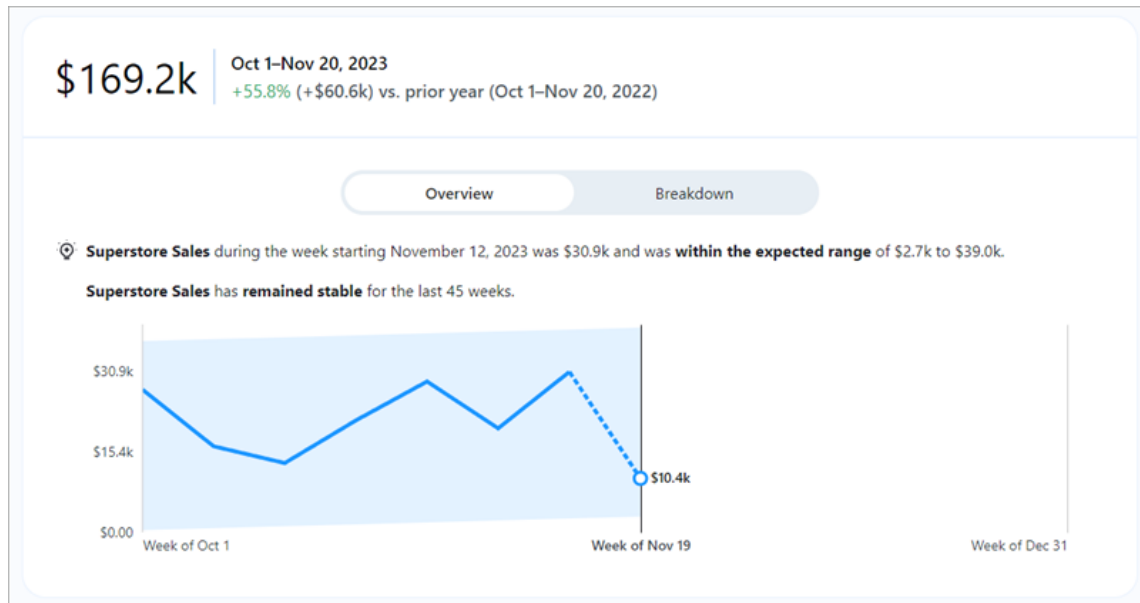 $169.2k
Oct 1–Nov 20, 2023
+55.8% (+$60.6k) vs. prior year (Oct 1–Nov 20, 2022)
Overview
Breakdown
Superstore Sales during the week starting November 12, 2023 was $30.9k and was within the expected range of $2.7k to $39.0k.
Superstore Sales has remained stable for the last 45 weeks.
$30.9k
$15.4k
$10.4k
$0.00
Week of Oct 1
Week of Nov 19
Week of Dec 31